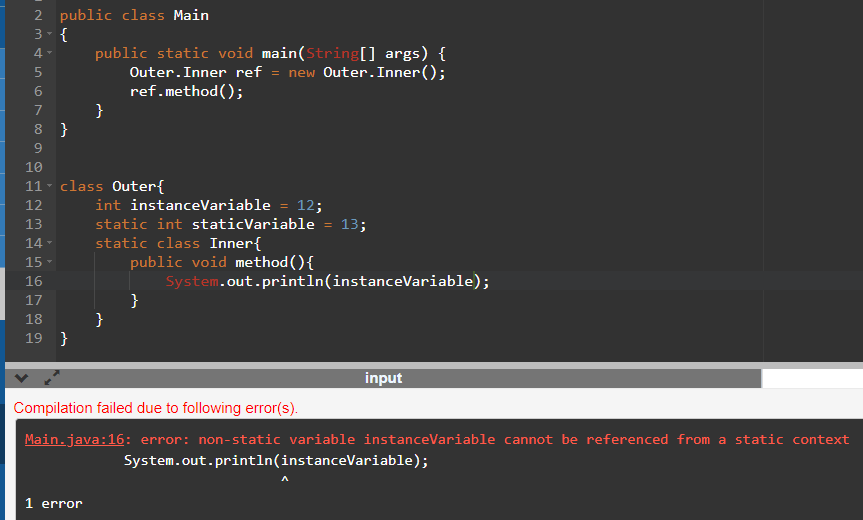 2 public class Main
3 {
4     public static void main(String[] args) {
5         Outer.Inner ref = new Outer.Inner();
6         ref.method();
7     }
8 }
9
10
11 class Outer{
12     int instanceVariable = 12;
13     static int staticVariable = 13;
14     static class Inner{
15         public void method(){
16             System.out.println(instanceVariable);
17         }
18     }
19 }
input
Compilation failed due to following error(s).
Main.java:16: error: non-static variable instanceVariable cannot be referenced from a static context
            System.out.println(instanceVariable);
                               ^
1 error